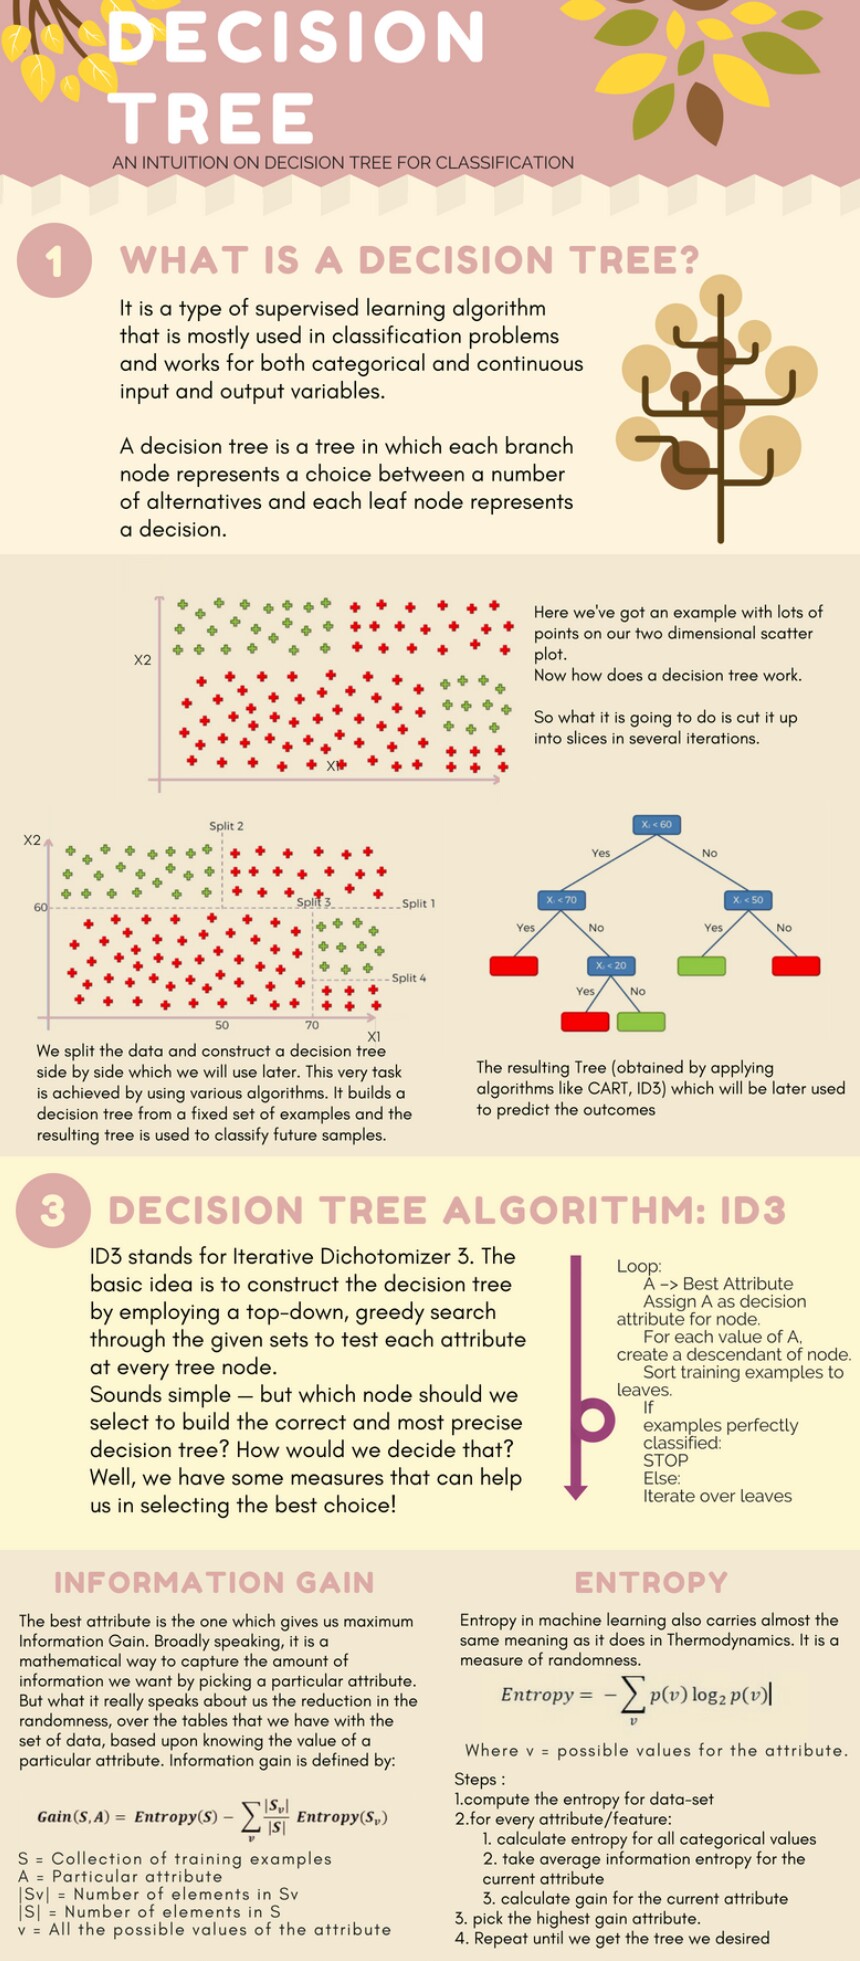 DECISION
TREE
AN INTUITION ON DECISION TREE FOR CLASSIFICATION
1
WHAT IS A DECISION TREE?
It is a type of supervised learning algorithm
that is mostly used in classification problems
and works for both categorical and continuous
input and output variables.
A decision tree is a tree in which each branch
node represents a choice between a number
of alternatives and each leaf node represents
a decision.
X2
X1
Here we've got an example with lots of
points on our two dimensional scatter
plot.
Now how does a decision tree work.
So what it is going to do is cut it up
into slices in several iterations.
Split 2
X2
60
Split 3
Split 1
Split 4
50
70
X1
We split the data and construct a decision tree
side by side which we will use later. This very task
is achieved by using various algorithms. It builds a
decision tree from a fixed set of examples and the
resulting tree is used to classify future samples.
X₂ < 60
Yes
No
X₁ < 70
X₁ < 50
Yes
No
Yes
No
X₂ < 20
Yes
No
The resulting Tree (obtained by applying
algorithms like CART, ID3) which will be later used
to predict the outcomes
3
DECISION TREE ALGORITHM: ID3
ID3 stands for Iterative Dichotomizer 3. The
basic idea is to construct the decision tree
by employing a top-down, greedy search
through the given sets to test each attribute
at every tree node.
Sounds simple — but which node should we
select to build the correct and most precise
decision tree? How would we decide that?
Well, we have some measures that can help
us in selecting the best choice!
Loop:
A –> Best Attribute
Assign A as decision
attribute for node.
For each value of A,
create a descendant of node.
Sort training examples to
leaves.
If
examples perfectly
classified:
STOP
Else:
Iterate over leaves
INFORMATION GAIN
The best attribute is the one which gives us maximum
Information Gain. Broadly speaking, it is a
mathematical way to capture the amount of
information we want by picking a particular attribute.
But what it really speaks about us the reduction in the
randomness, over the tables that we have with the
set of data, based upon knowing the value of a
particular attribute. Information gain is defined by:
Gain(S, A) = Entropy(S) − ∑v |Sv|/|S| Entropy(Sv)
S = Collection of training examples
A = Particular attribute
|Sv| = Number of elements in Sv
|S| = Number of elements in S
v = All the possible values of the attribute
ENTROPY
Entropy in machine learning also carries almost the
same meaning as it does in Thermodynamics. It is a
measure of randomness.
Entropy = − ∑v p(v) log₂ p(v)|
Where v = possible values for the attribute.
Steps :
1.compute the entropy for data-set
2.for every attribute/feature:
1. calculate entropy for all categorical values
2. take average information entropy for the
current attribute
3. calculate gain for the current attribute
3. pick the highest gain attribute.
4. Repeat until we get the tree we desired